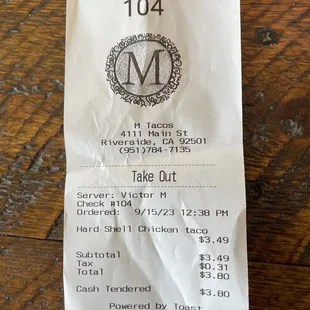 104
M
M Tacos
4111 Main St
Riverside, CA 92501
(951)784-7135
Take Out
Server: Victor M
Check #104
Ordered: 9/15/23 12:38 PM
Hard Shell Chicken taco
$3.49
Subtotal $3.49
Tax $0.31
Total $3.80
Cash Tendered $3.80
Powered by Toast